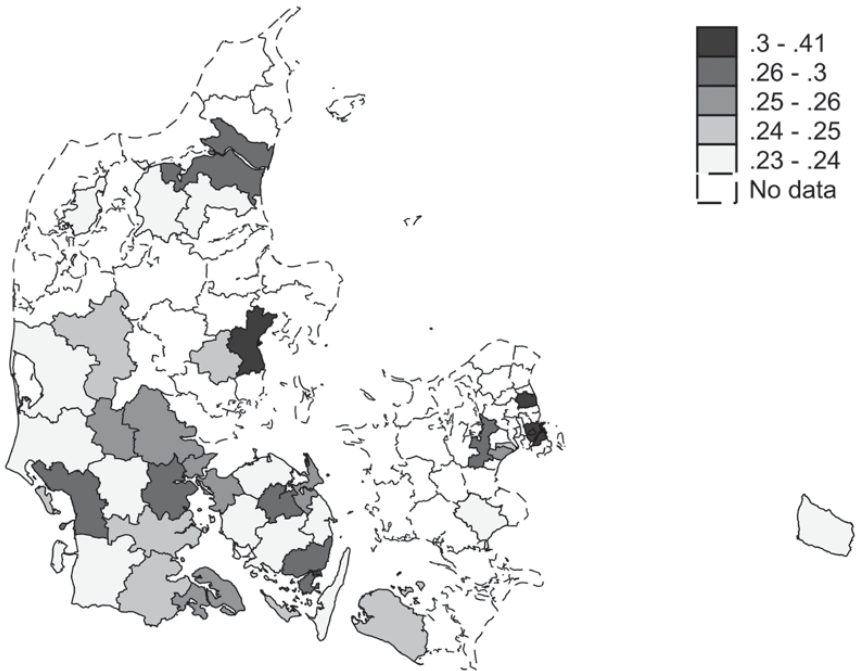 .3 - .41
.26 - .3
.25 - .26
.24 - .25
.23 - .24
No data